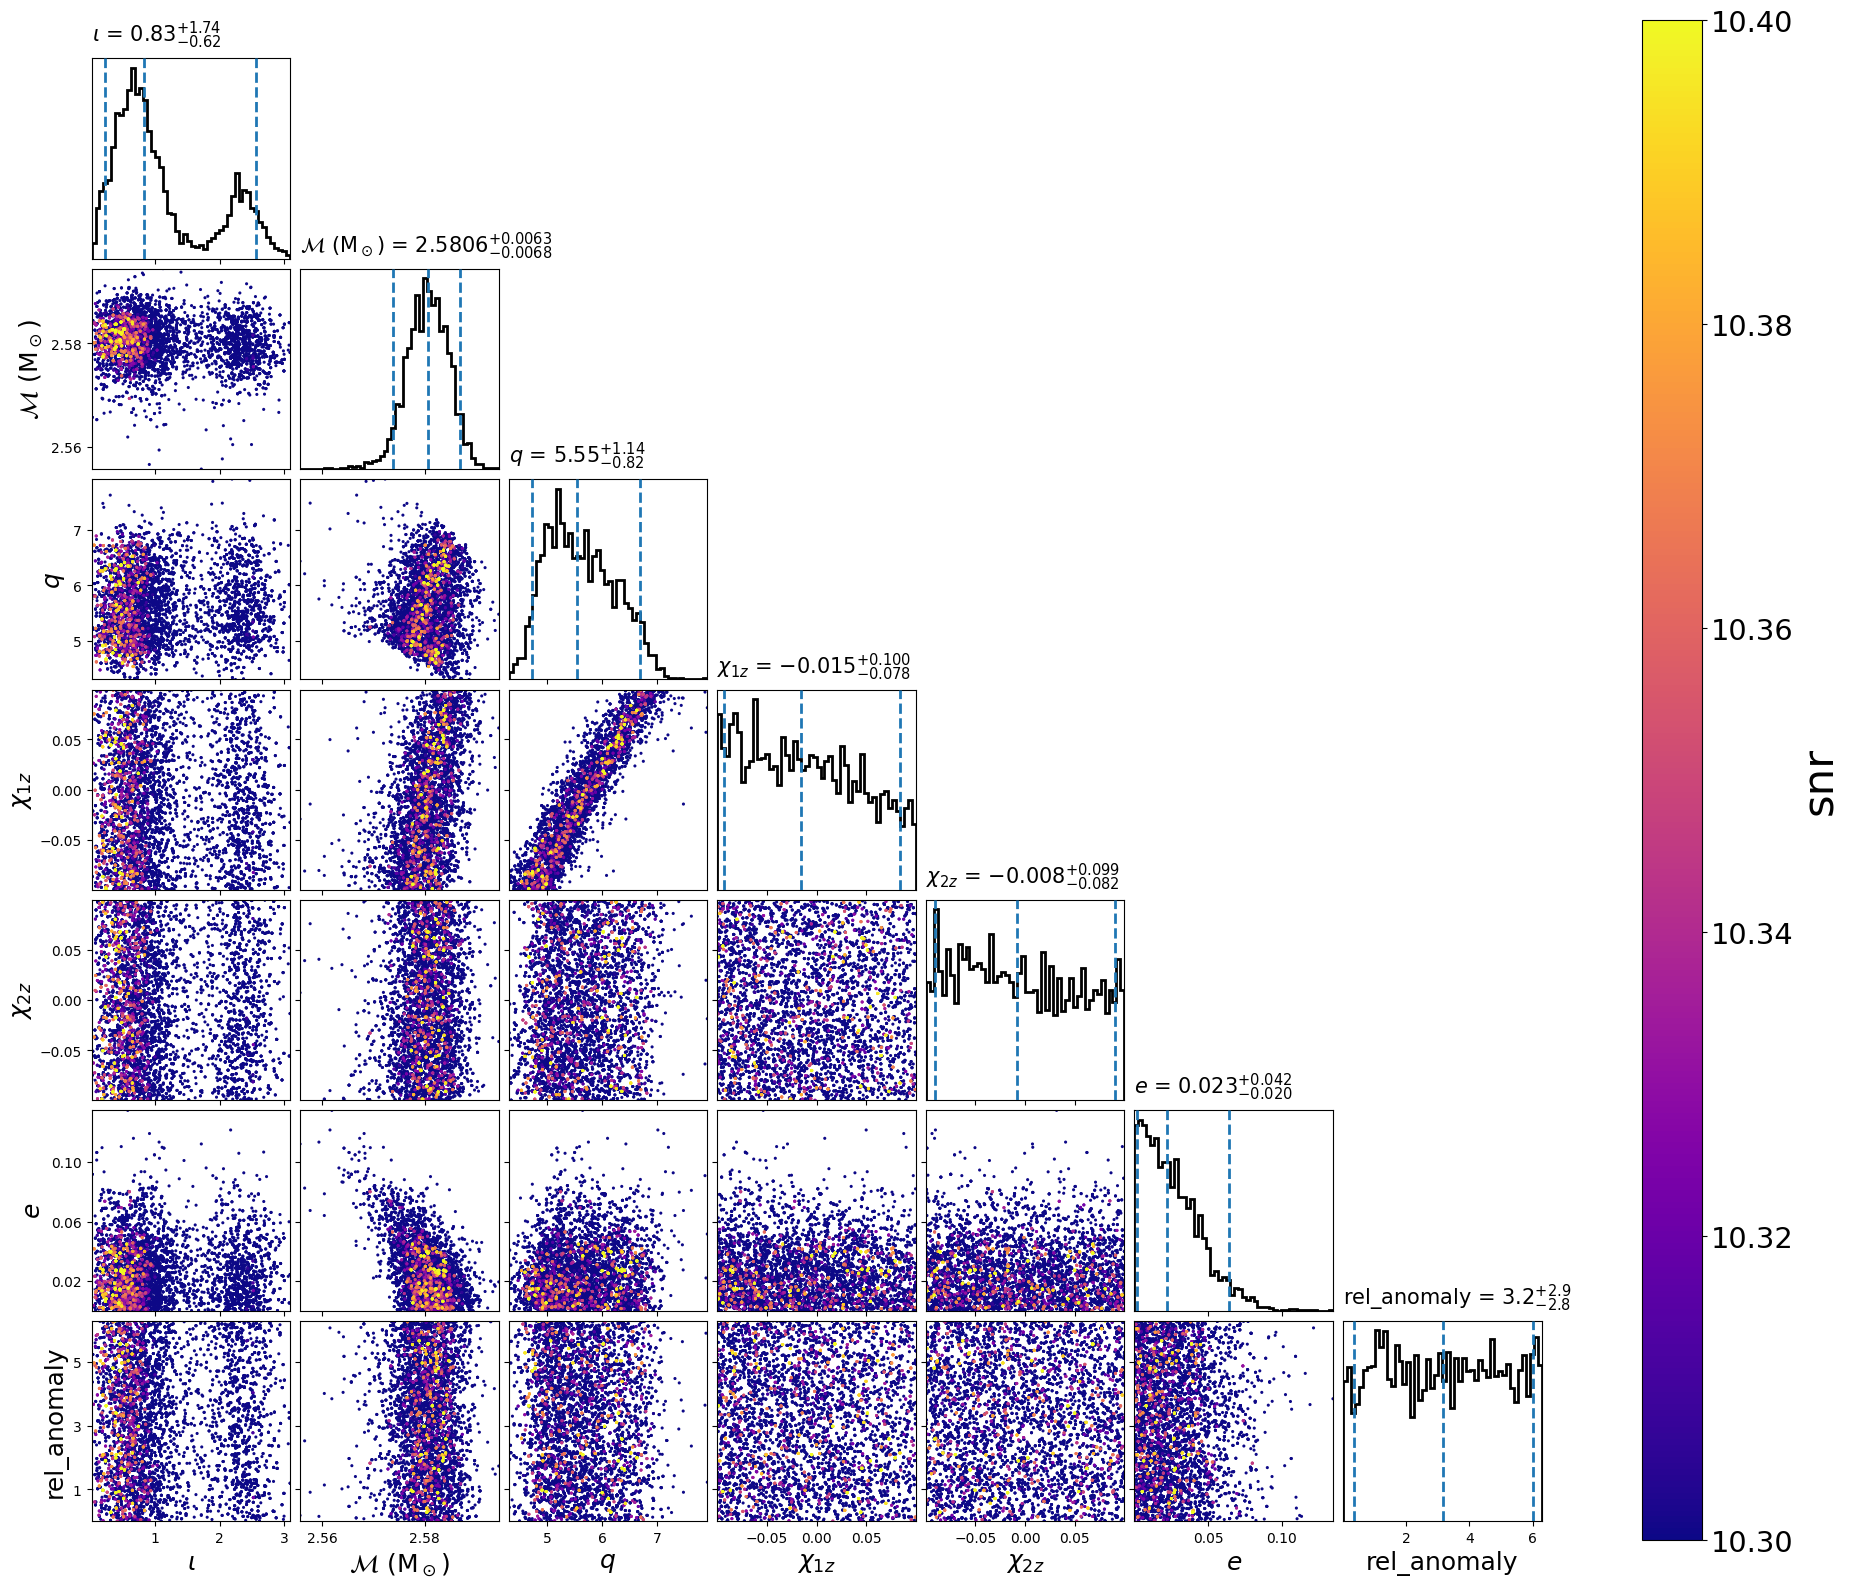 ι = 0.83^{+1.74}_{−0.62}
10.40
ℳ (M_⊙) = 2.5806^{+0.0063}_{−0.0068}
ℳ (M_⊙)
2.58
2.56
10.38
q = 5.55^{+1.14}_{−0.82}
q
7
6
5
10.36
χ_{1z} = −0.015^{+0.100}_{−0.078}
χ_{1z}
0.05
0.00
−0.05
snr
χ_{2z} = −0.008^{+0.099}_{−0.082}
10.34
χ_{2z}
0.05
0.00
−0.05
e = 0.023^{+0.042}_{−0.020}
e
0.10
0.06
0.02
10.32
rel_anomaly = 3.2^{+2.9}_{−2.8}
rel_anomaly
5
3
1
1 2 3 2.56 2.58 5 6 7 −0.05 0.00 0.05 −0.05 0.00 0.05 0.05 0.10 2 4 6
10.30
ι ℳ (M_⊙) q χ_{1z} χ_{2z} e rel_anomaly